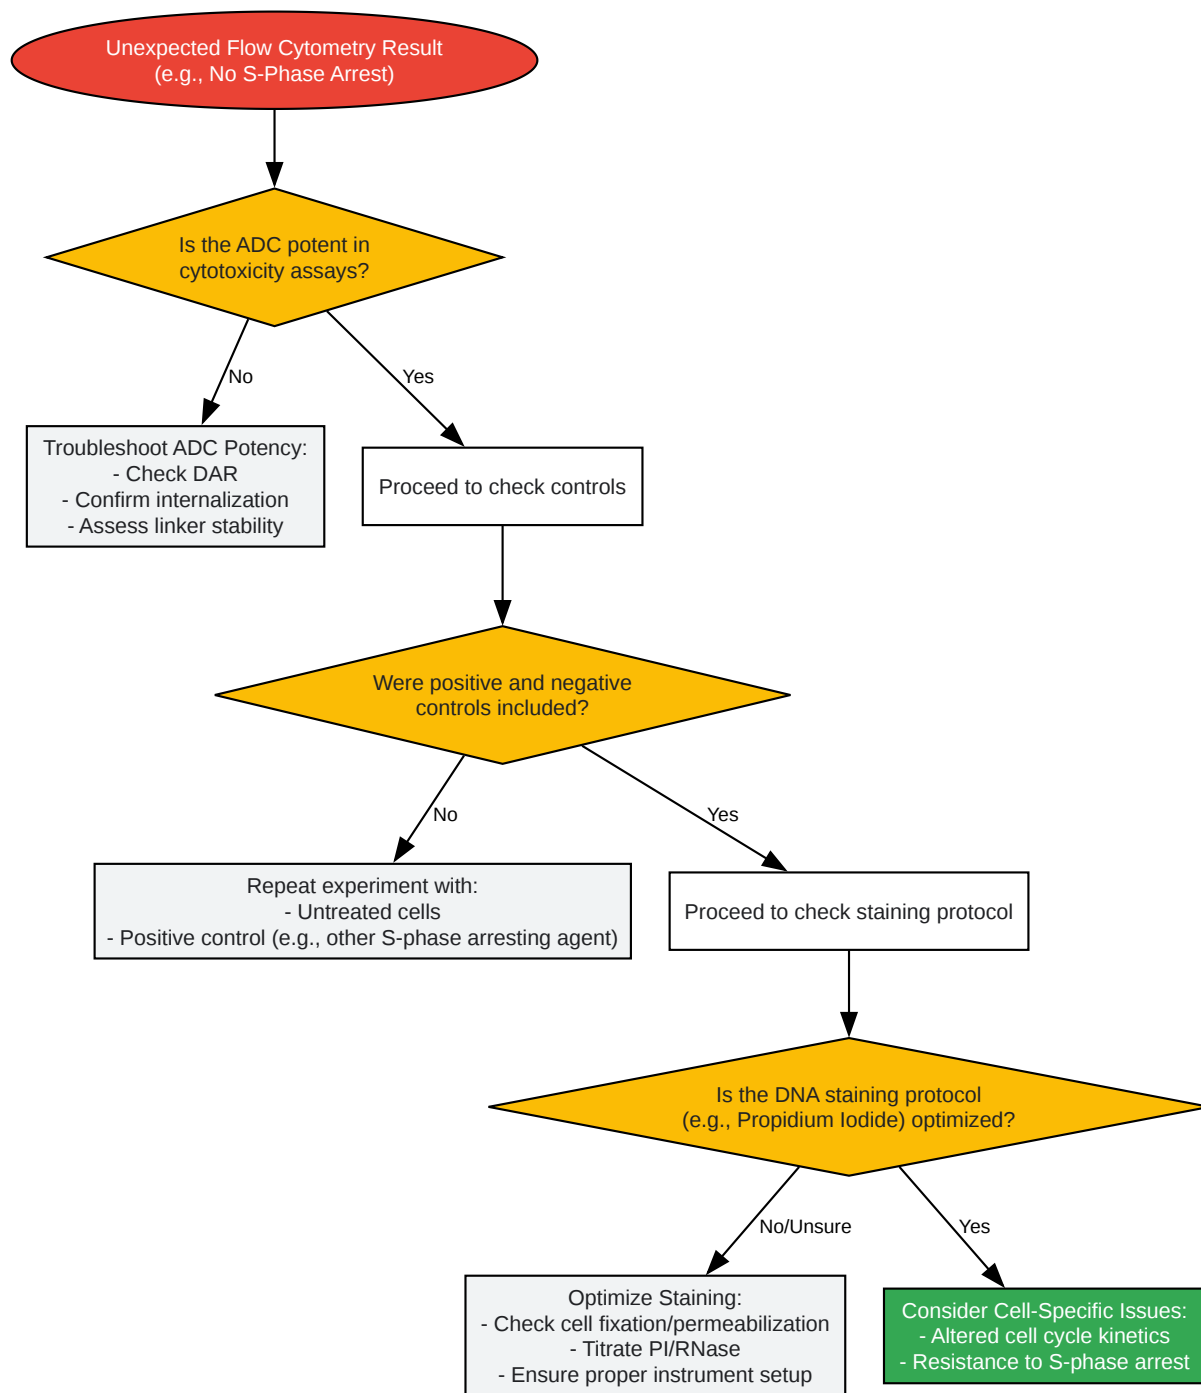 Unexpected Flow Cytometry Result
(e.g., No S-Phase Arrest)
Is the ADC potent in
cytotoxicity assays?
No
Yes
Troubleshoot ADC Potency:
- Check DAR
- Confirm internalization
- Assess linker stability
Proceed to check controls
Were positive and negative
controls included?
No
Yes
Repeat experiment with:
- Untreated cells
- Positive control (e.g., other S-phase arresting agent)
Proceed to check staining protocol
Is the DNA staining protocol
(e.g., Propidium Iodide) optimized?
No/Unsure
Yes
Optimize Staining:
- Check cell fixation/permeabilization
- Titrate PI/RNase
- Ensure proper instrument setup
Consider Cell-Specific Issues:
- Altered cell cycle kinetics
- Resistance to S-phase arrest